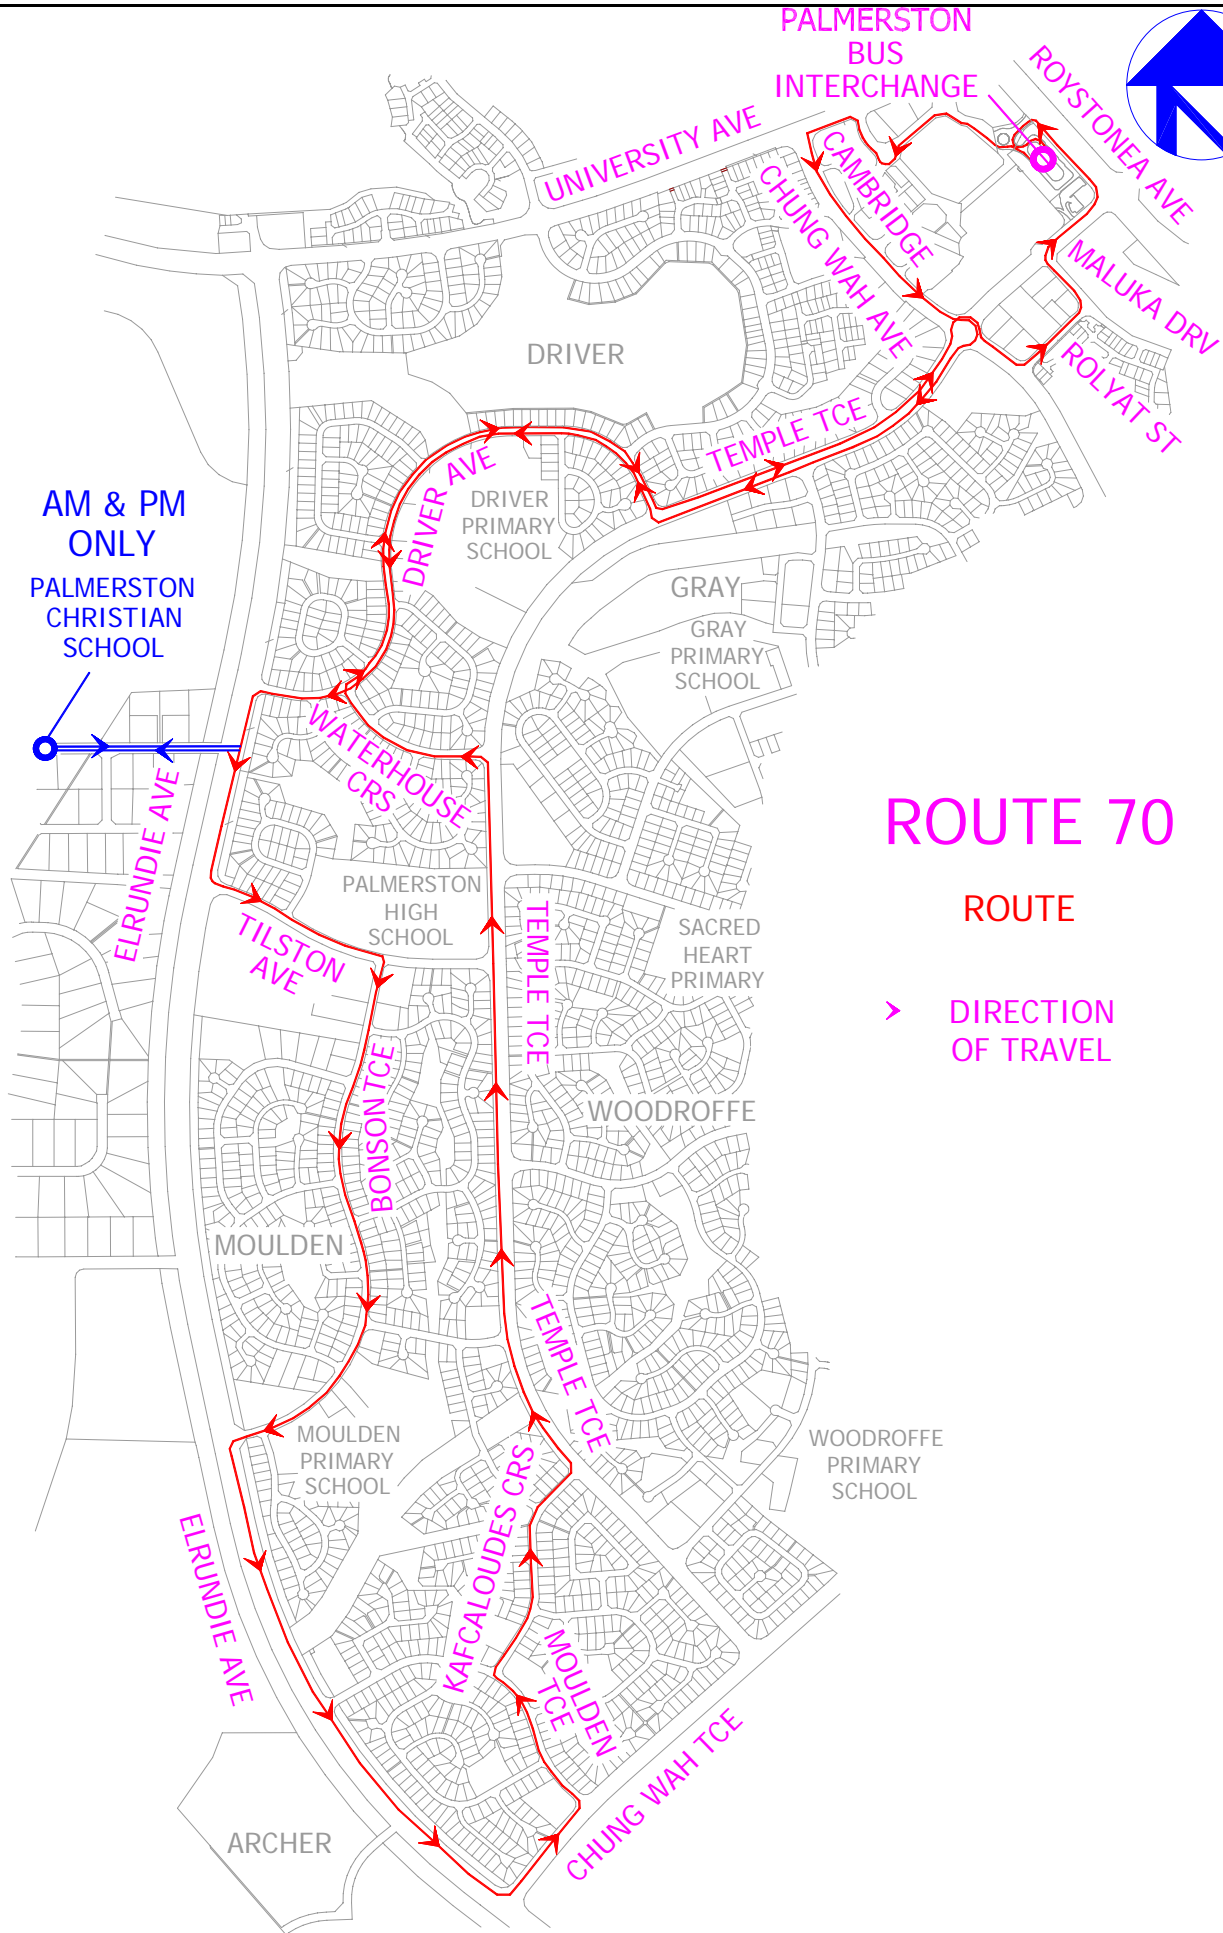 PALMERSTON
BUS
INTERCHANGE
ROYSTONEA AVE
UNIVERSITY AVE
CAMBRIDGE
CHUNG WAH AVE
MALUKA DRV
ROLYAT ST
DRIVER
TEMPLE TCE
DRIVER AVE
DRIVER
PRIMARY
SCHOOL
AM & PM
ONLY
PALMERSTON
CHRISTIAN
SCHOOL
GRAY
GRAY
PRIMARY
SCHOOL
WATERHOUSE
CRS
ELRUNDIE AVE
ROUTE 70
ROUTE
DIRECTION
OF TRAVEL
PALMERSTON
HIGH
SCHOOL
TILSTON
AVE
TEMPLE TCE
SACRED
HEART
PRIMARY
BONSON TCE
WOODROFFE
MOULDEN
TEMPLE TCE
MOULDEN
PRIMARY
SCHOOL
WOODROFFE
PRIMARY
SCHOOL
KAFCALOUDES CRS
ELRUNDIE AVE
MOULDEN
TCE
CHUNG WAH TCE
ARCHER